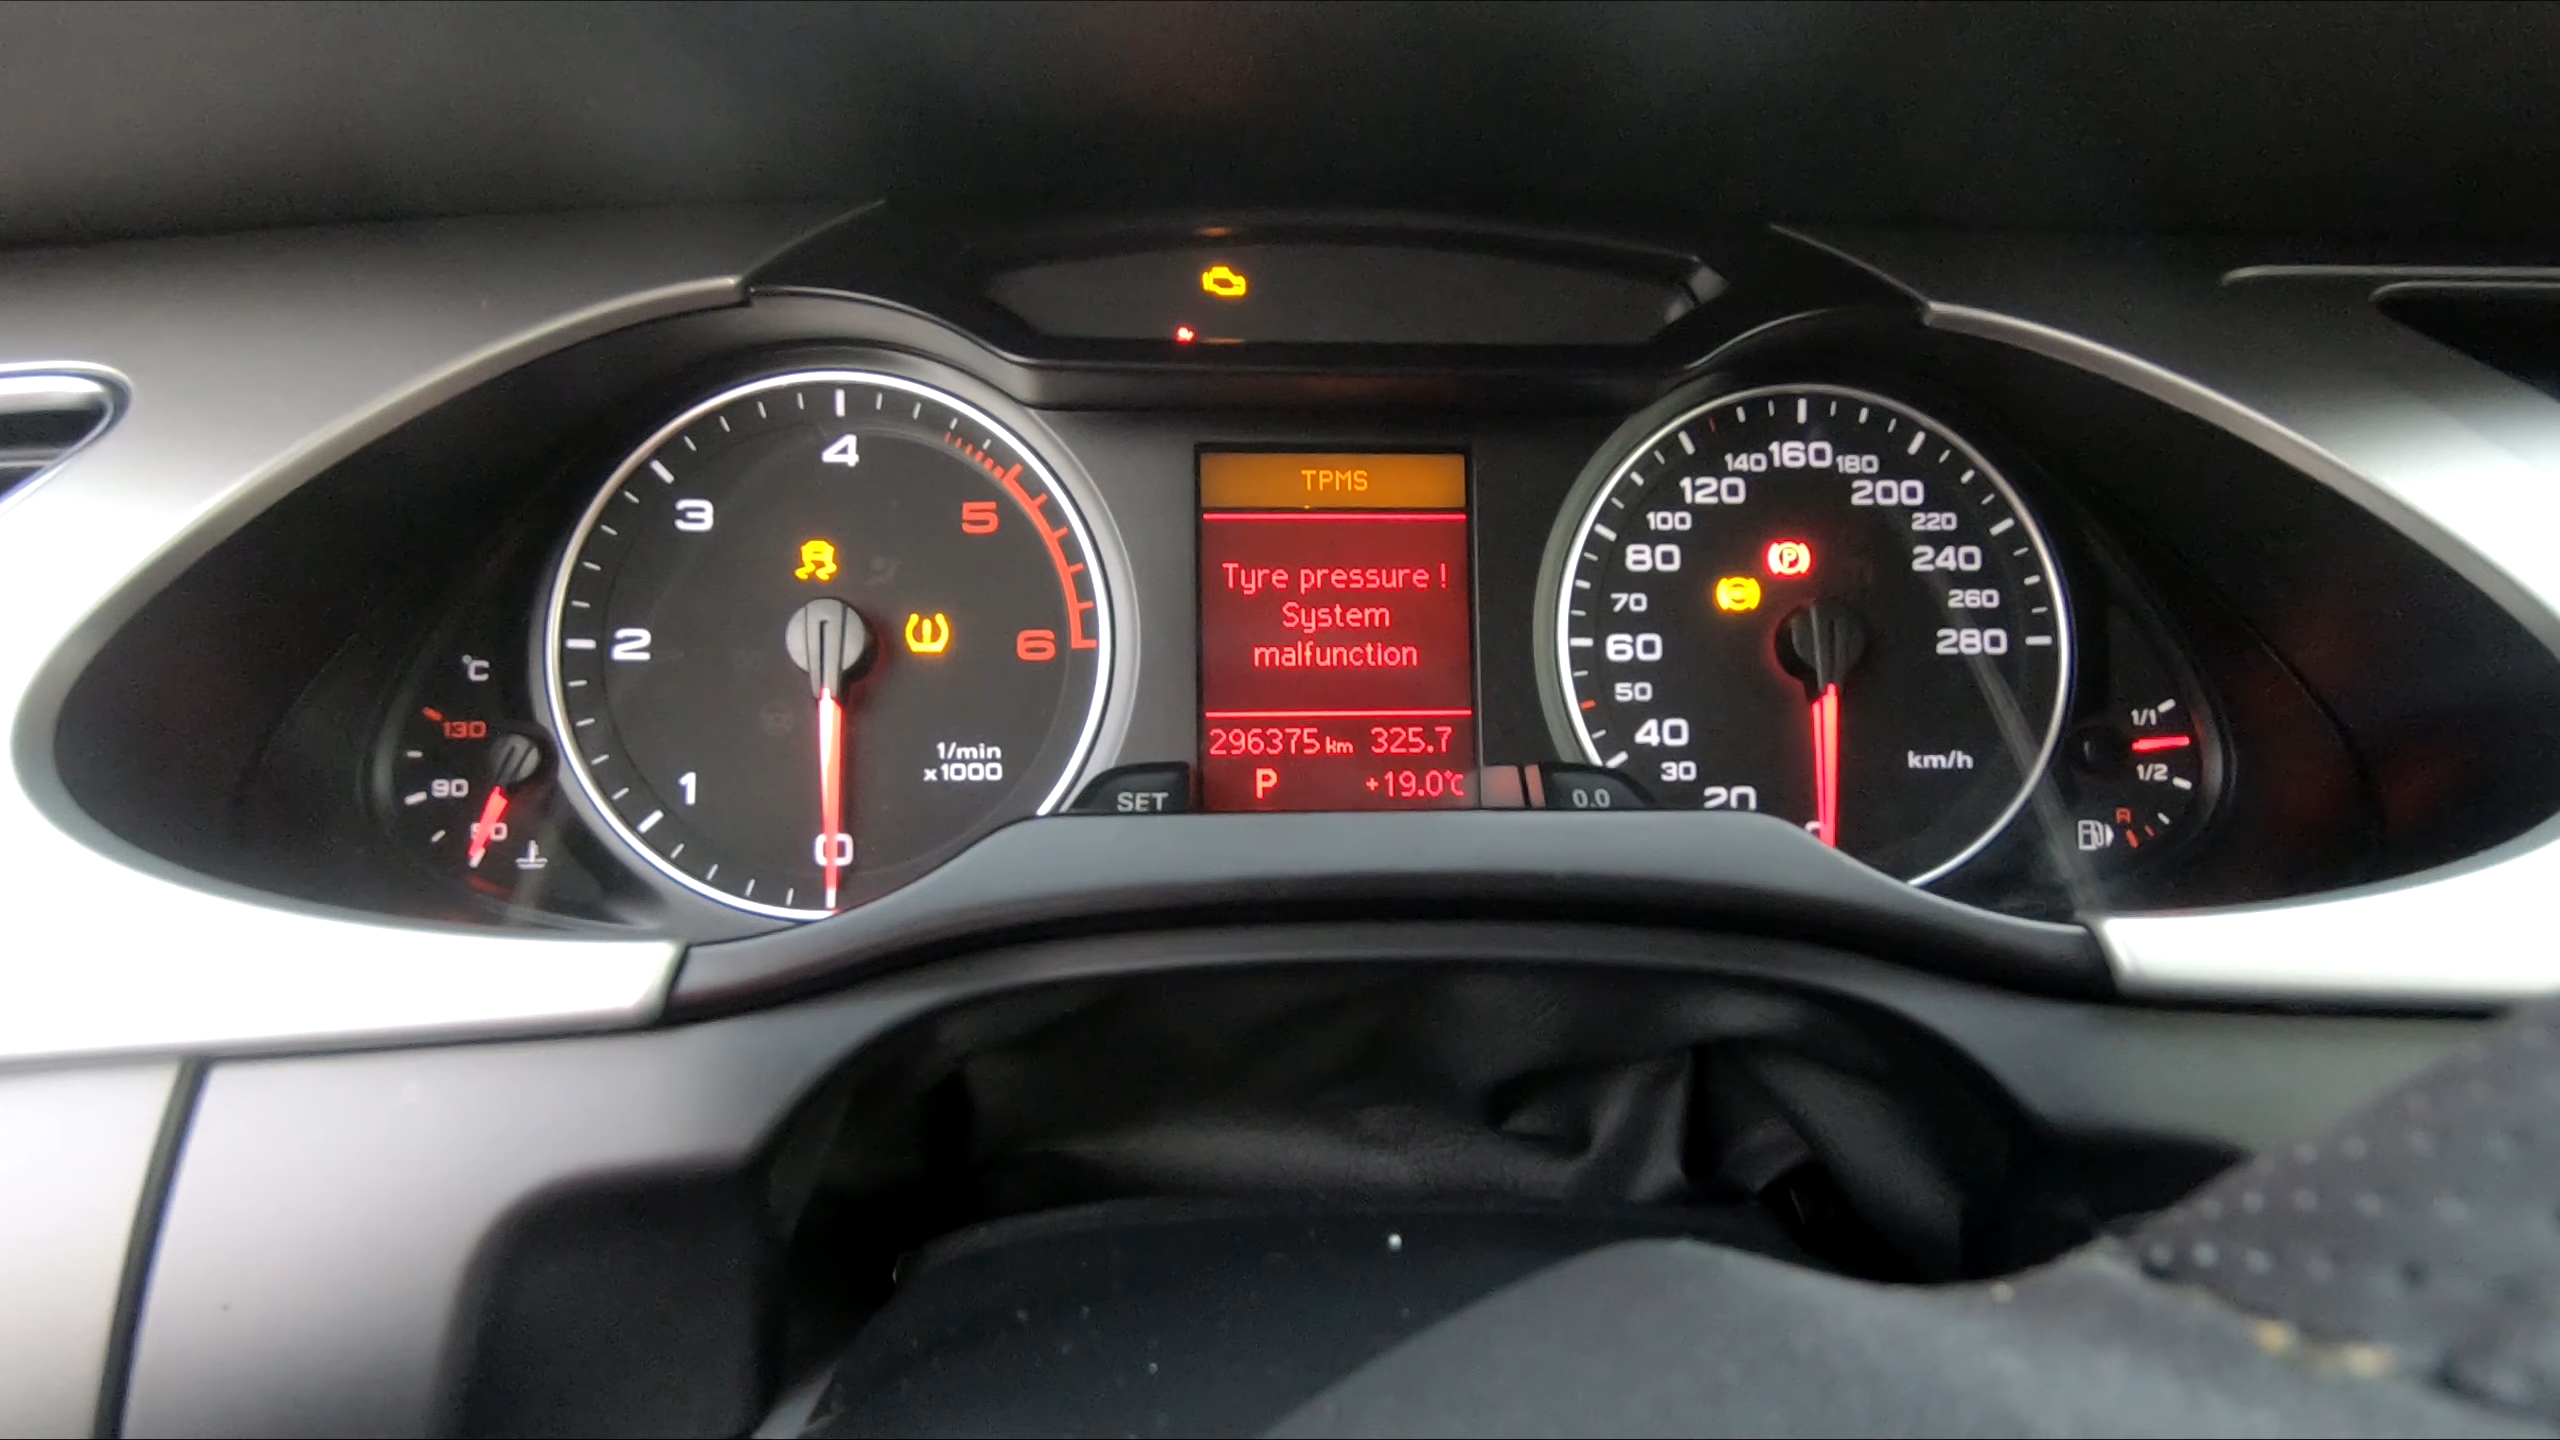 4
3
5
2
6
1
0
1/min
x1000
°C
130
90
50
TPMS
Tyre pressure !
System
malfunction
296375 km 325.7
P +19.0°C
SET
0.0
140 160 180
120 200
100 220
80 240
70 260
60 280
50
40
30
20
km/h
P
1/1
1/2
R